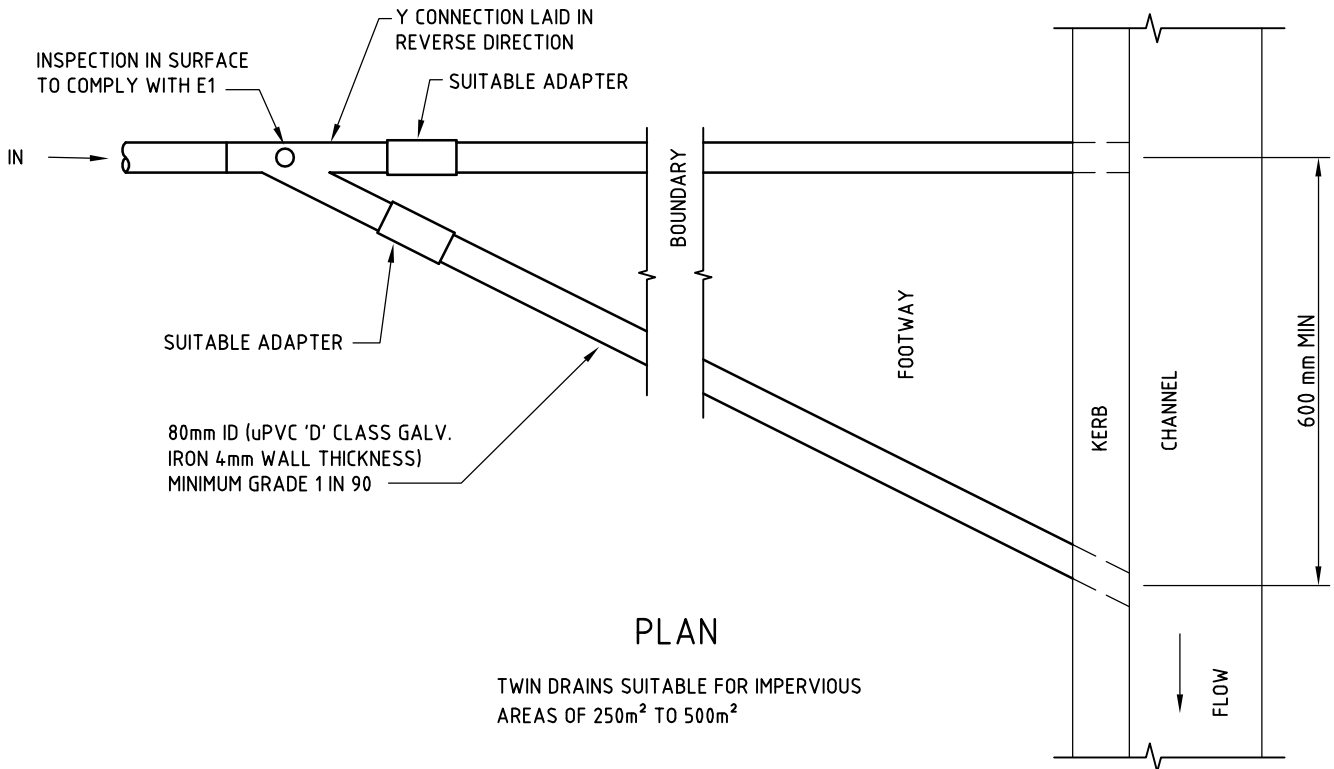 Y CONNECTION LAID IN
REVERSE DIRECTION
INSPECTION IN SURFACE
TO COMPLY WITH E1
SUITABLE ADAPTER
IN
BOUNDARY
FOOTWAY
KERB
CHANNEL
600 mm MIN
SUITABLE ADAPTER
80mm ID (uPVC 'D' CLASS GALV.
IRON 4mm WALL THICKNESS)
MINIMUM GRADE 1 IN 90
PLAN
TWIN DRAINS SUITABLE FOR IMPERVIOUS
AREAS OF 250m² TO 500m²
FLOW